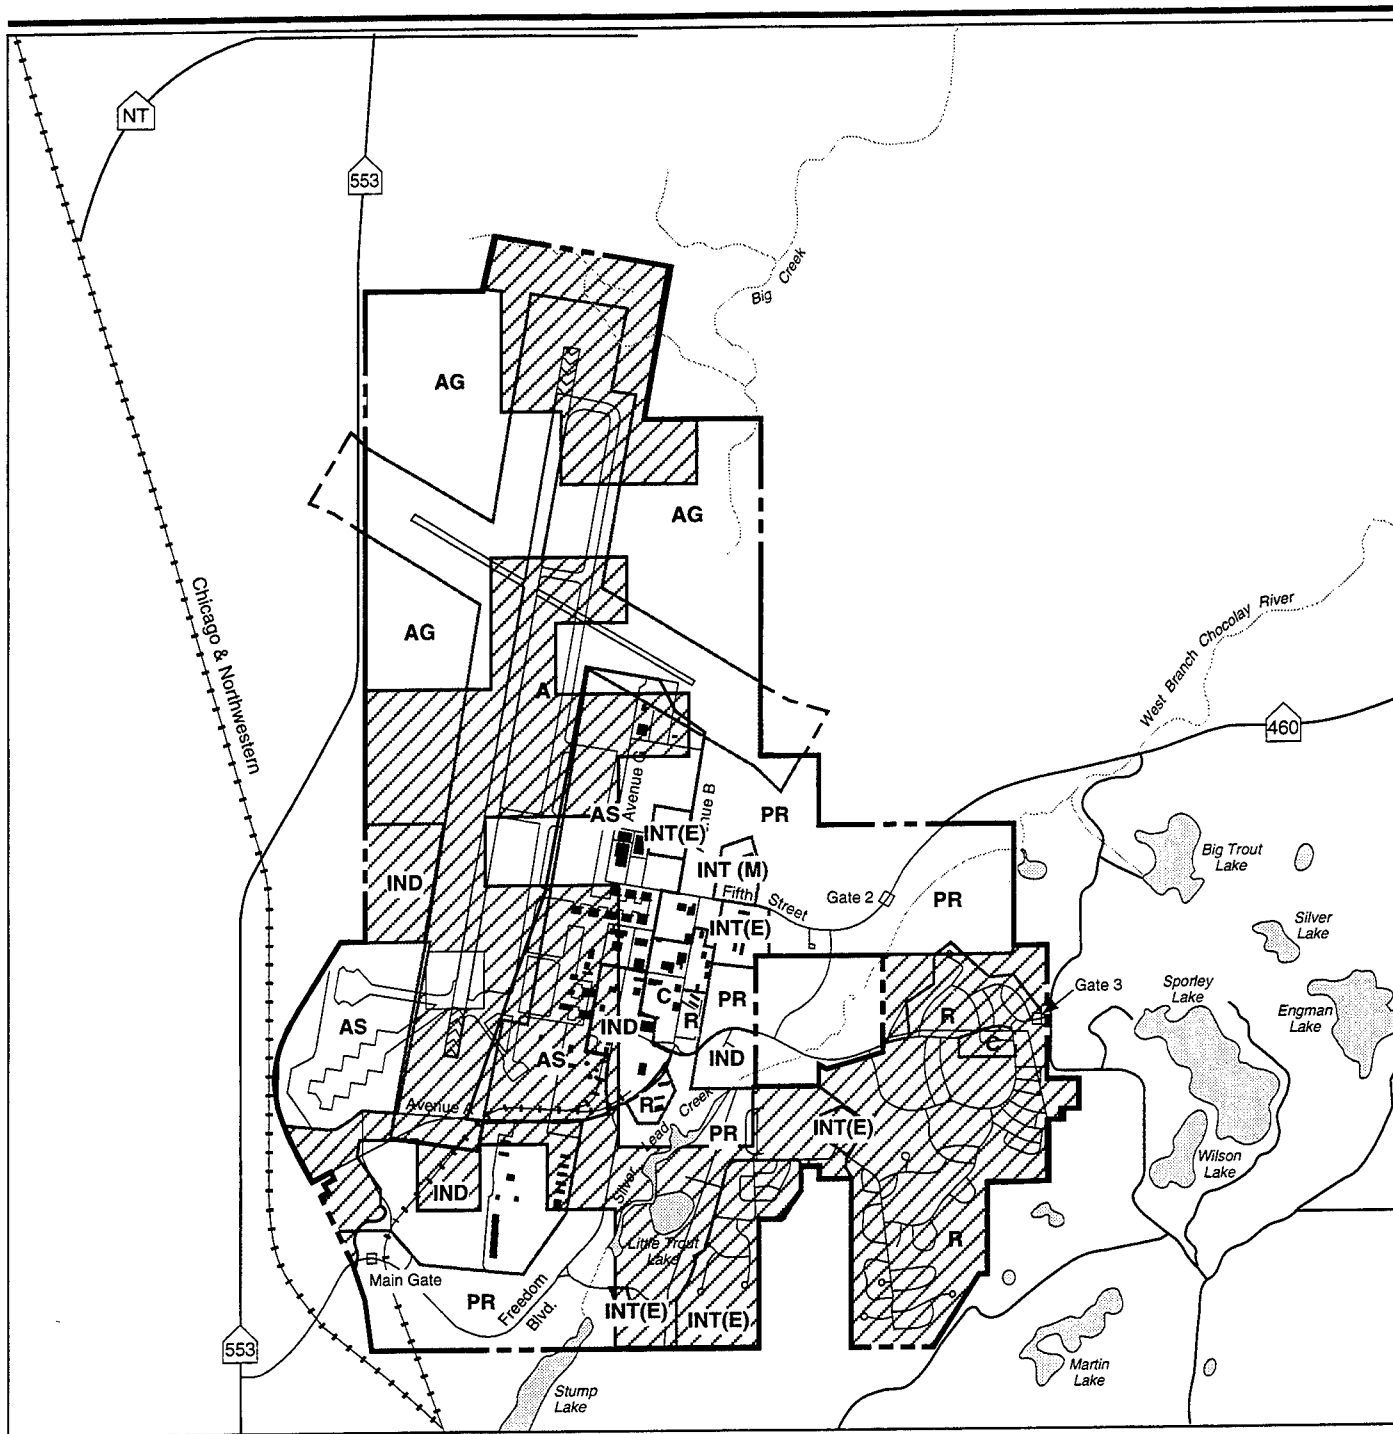 NT
553
Big Creek
AG
AG
AG
Chicago & Northwestern
West Branch Chocolay River
460
A
Avenue G
AS
INT(E)
PR
INT (M)
Fifth Street
Gate 2
PR
IND
INT(E)
Big Trout
Lake
Silver
Lake
Sporley
Lake
Engman
Lake
Gate 3
AS
C
R
PR
IND
IND
R
C
AS
Avenue A
R
Silver Lead Creek
PR
INT(E)
Wilson
Lake
IND
R
Little Trout
Lake
Main Gate
PR
Freedom
Blvd.
INT(E)
INT(E)
553
Stump
Lake
Martin
Lake